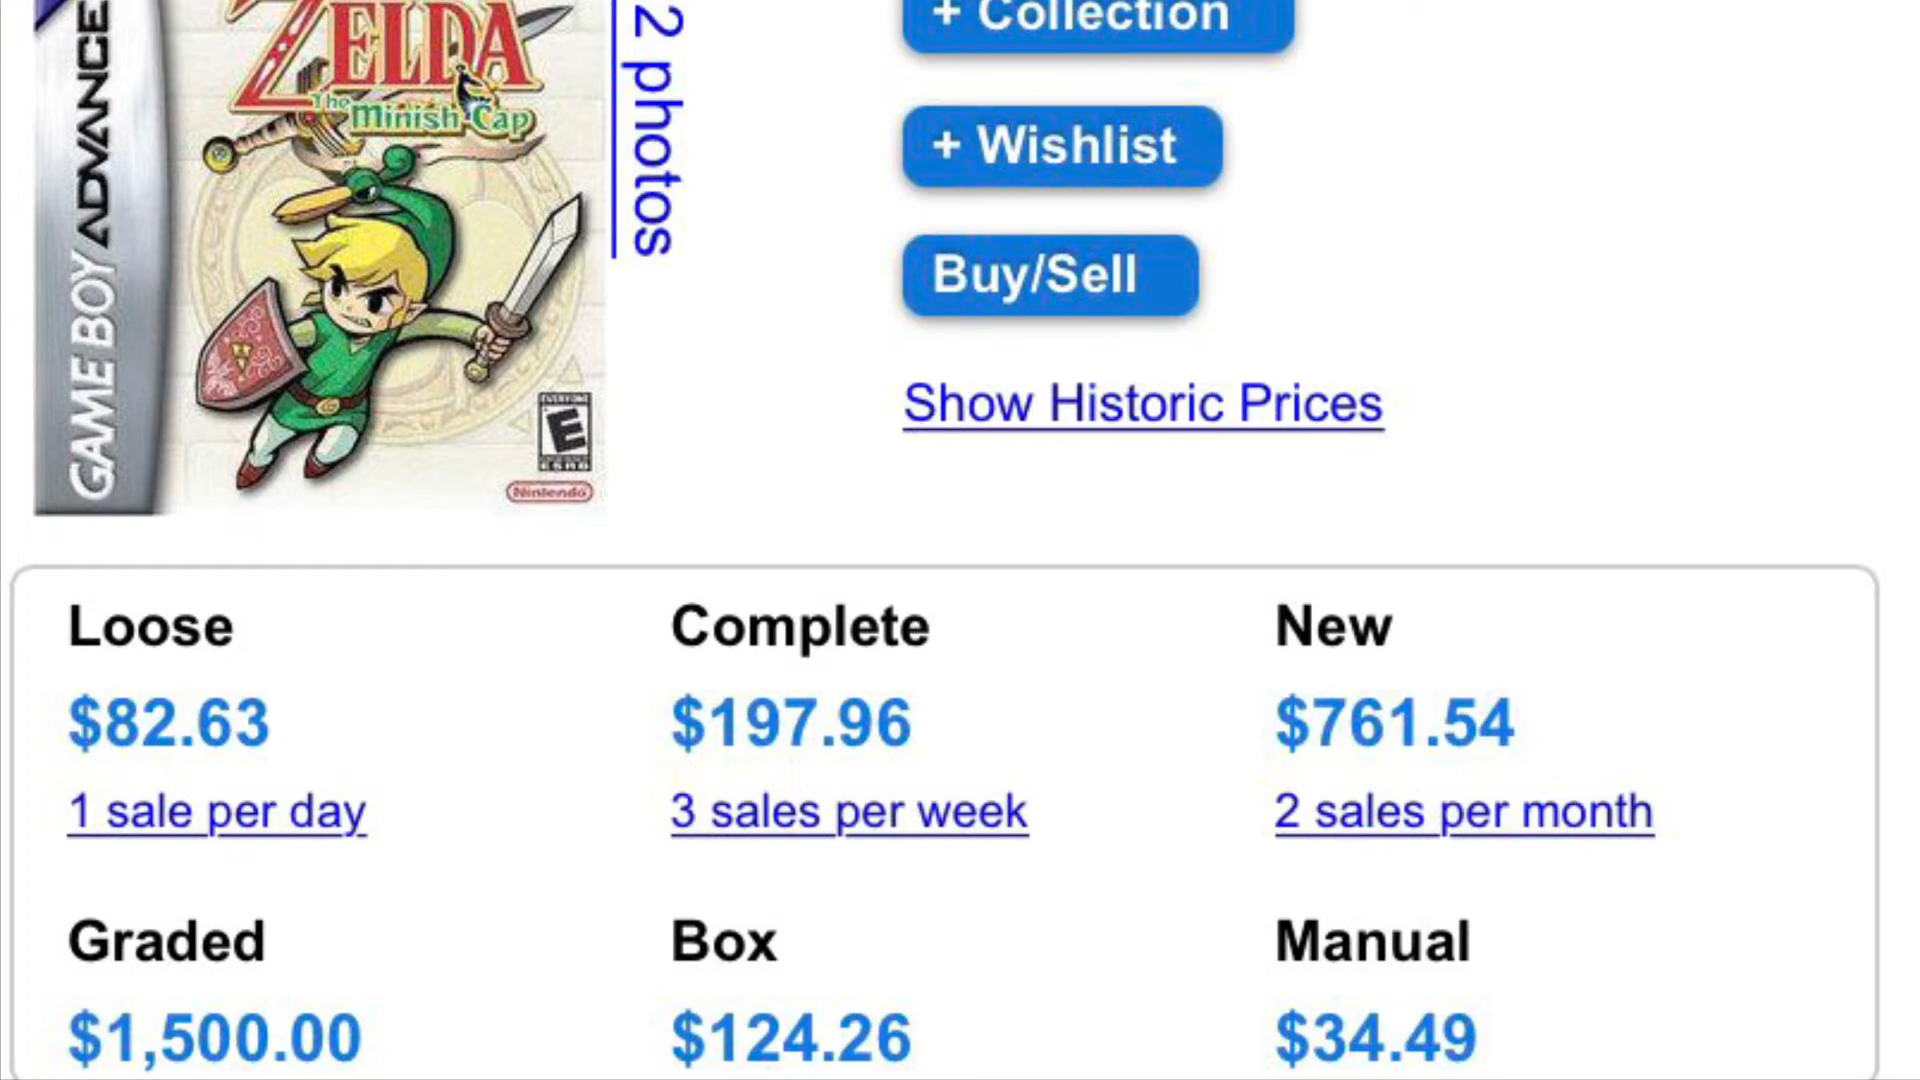 ZELDA
The Minish Cap
GAME BOY ADVANCE
EVERYONE
E
ESRB
Nintendo
2 photos
+ Collection
+ Wishlist
Buy/Sell
Show Historic Prices
Loose
Complete
New
$82.63
$197.96
$761.54
1 sale per day
3 sales per week
2 sales per month
Graded
Box
Manual
$1,500.00
$124.26
$34.49